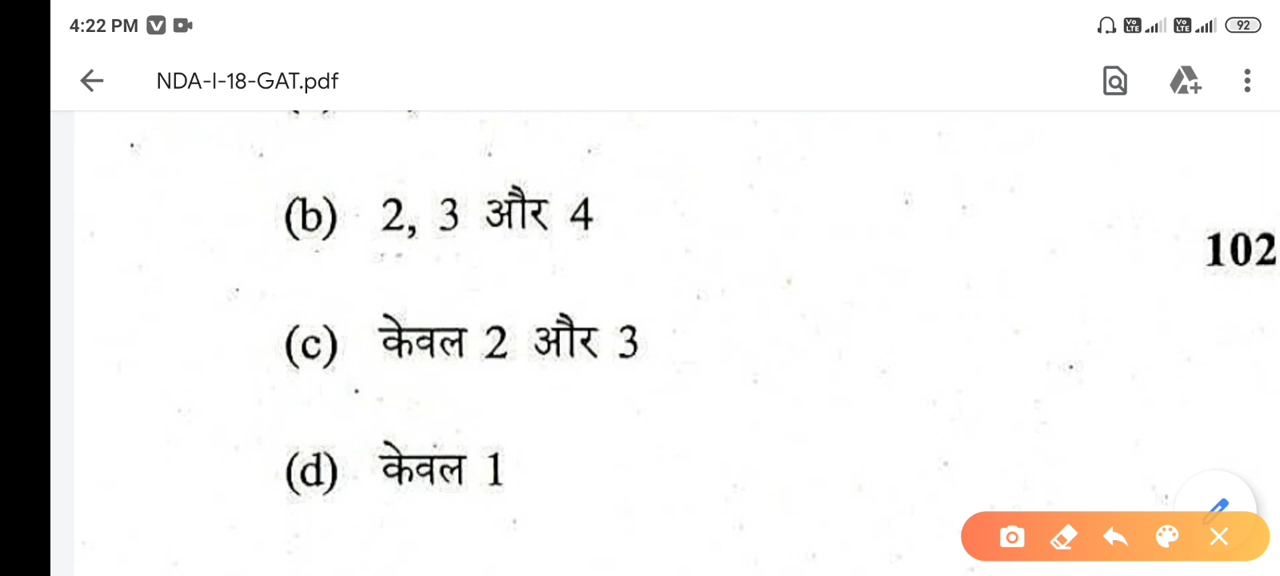 4:22 PM
92
NDA-I-18-GAT.pdf
(b) 2, 3 और 4
102
(c) केवल 2 और 3
(d) केवल 1